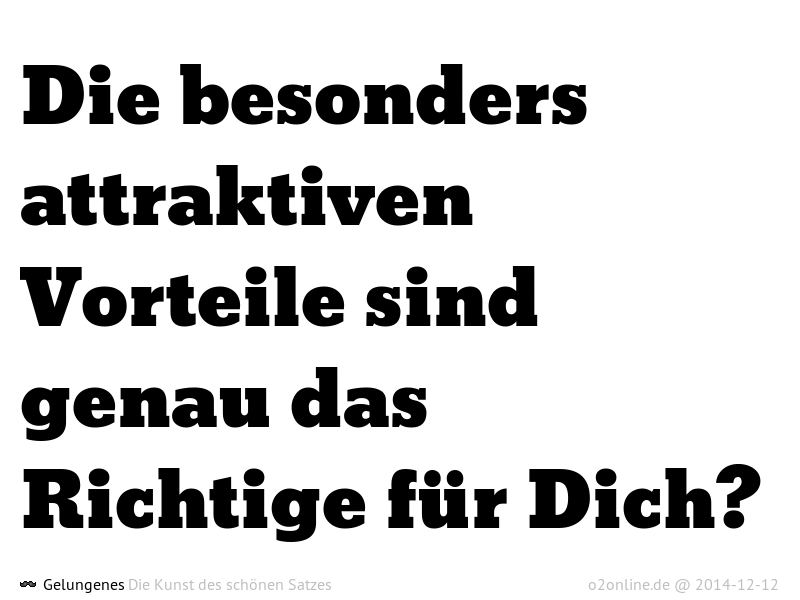 Die besonders
attraktiven
Vorteile sind
genau das
Richtige für Dich?
Gelungenes Die Kunst des schönen Satzes o2online.de @ 2014-12-12